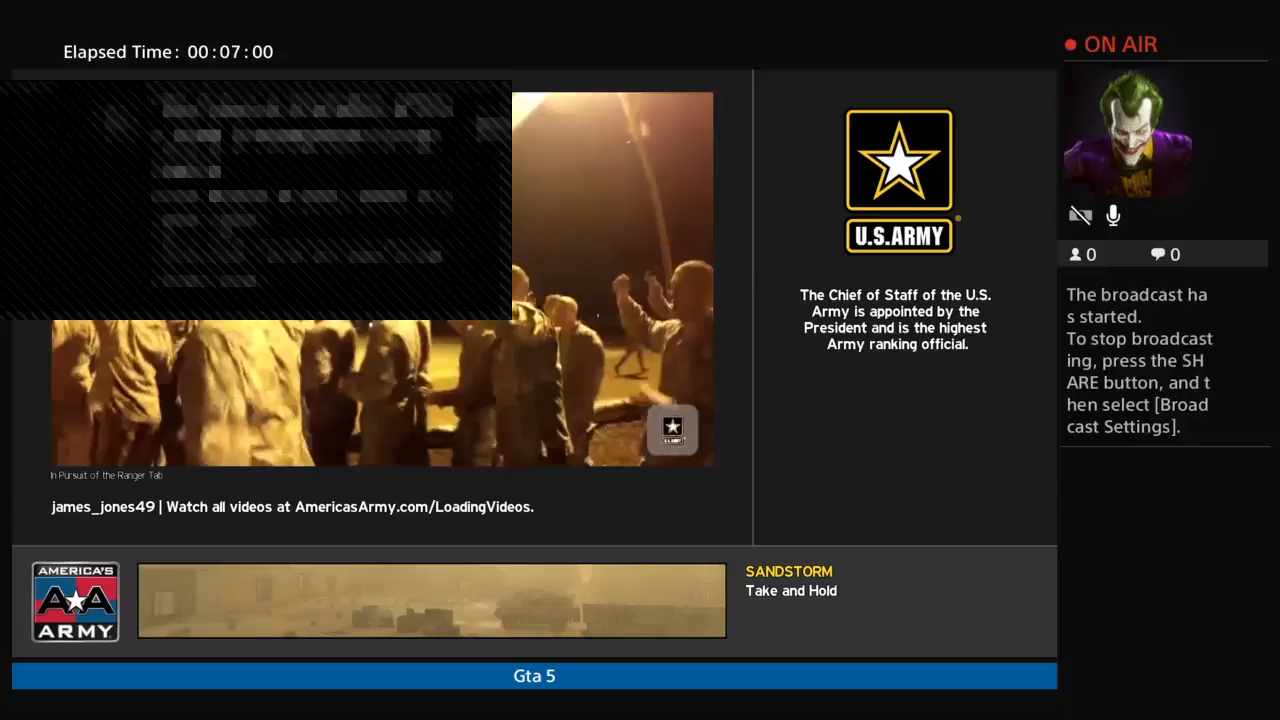 Elapsed Time: 00:07:00
ON AIR
U.S.ARMY
0 0
The Chief of Staff of the U.S.
Army is appointed by the
President and is the highest
Army ranking official.
The broadcast ha
s started.
To stop broadcast
ing, press the SH
ARE button, and t
hen select [Broad
cast Settings].
In Pursuit of the Ranger Tab
james_jones49 | Watch all videos at AmericasArmy.com/LoadingVideos.
AMERICA'S
AA
ARMY
SANDSTORM
Take and Hold
Gta 5